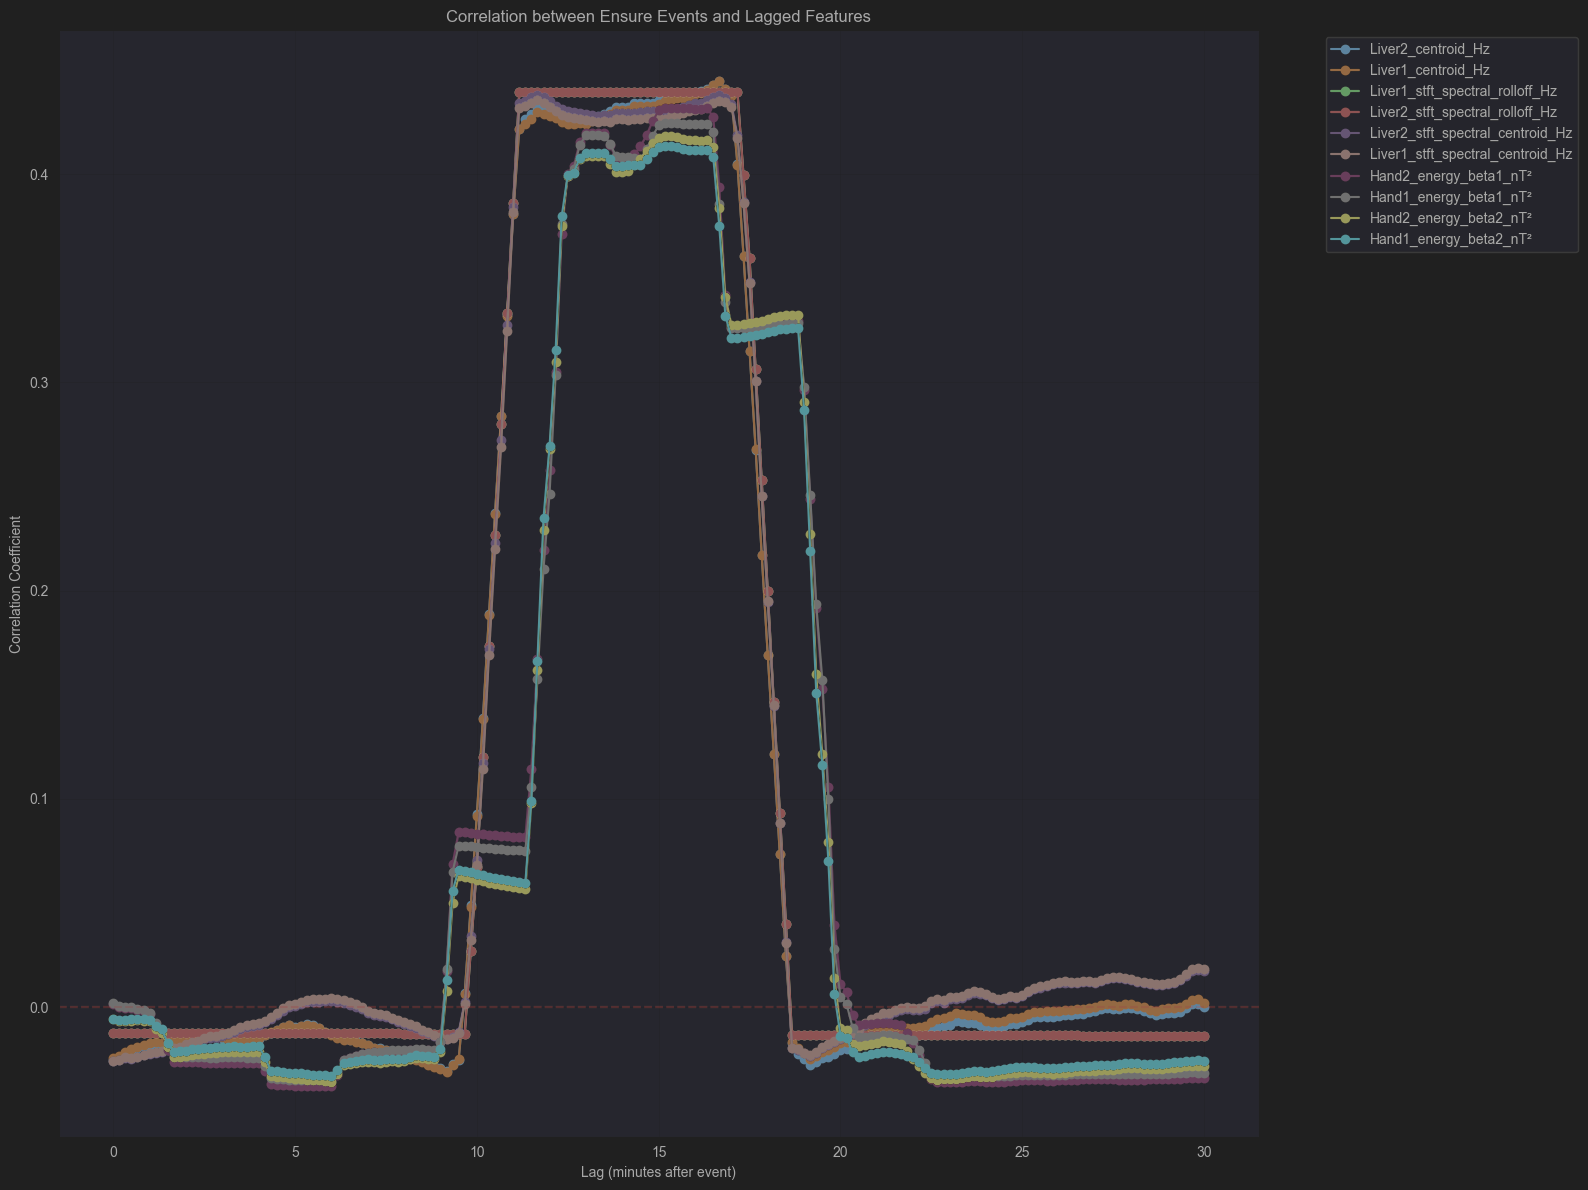 Correlation between Ensure Events and Lagged Features
Liver2_centroid_Hz
Liver1_centroid_Hz
Liver1_stft_spectral_rolloff_Hz
Liver2_stft_spectral_rolloff_Hz
Liver2_stft_spectral_centroid_Hz
Liver1_stft_spectral_centroid_Hz
Hand2_energy_beta1_nT²
Hand1_energy_beta1_nT²
Hand2_energy_beta2_nT²
Hand1_energy_beta2_nT²
Correlation Coefficient
0.4
0.3
0.2
0.1
0.0
0 5 10 15 20 25 30
Lag (minutes after event)